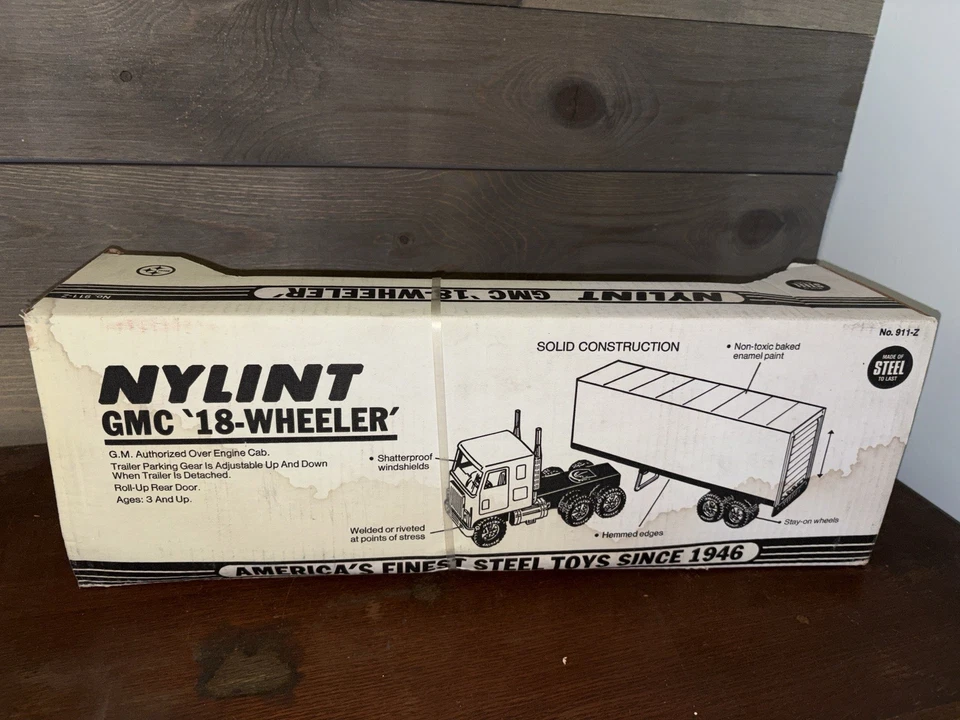 No. 911-Z
NYLINT GMC '18-WHEELER'
STEEL
No. 911-Z
MADE OF
STEEL
TO LAST
NYLINT
GMC '18-WHEELER'
G.M. Authorized Over Engine Cab.
Trailer Parking Gear Is Adjustable Up And Down
When Trailer Is Detached.
Roll-Up Rear Door.
Ages: 3 And Up.
SOLID CONSTRUCTION
• Non-toxic baked
enamel paint
• Shatterproof
windshields
Welded or riveted
at points of stress
• Hemmed edges
• Stay-on wheels
AMERICA'S FINEST STEEL TOYS SINCE 1946